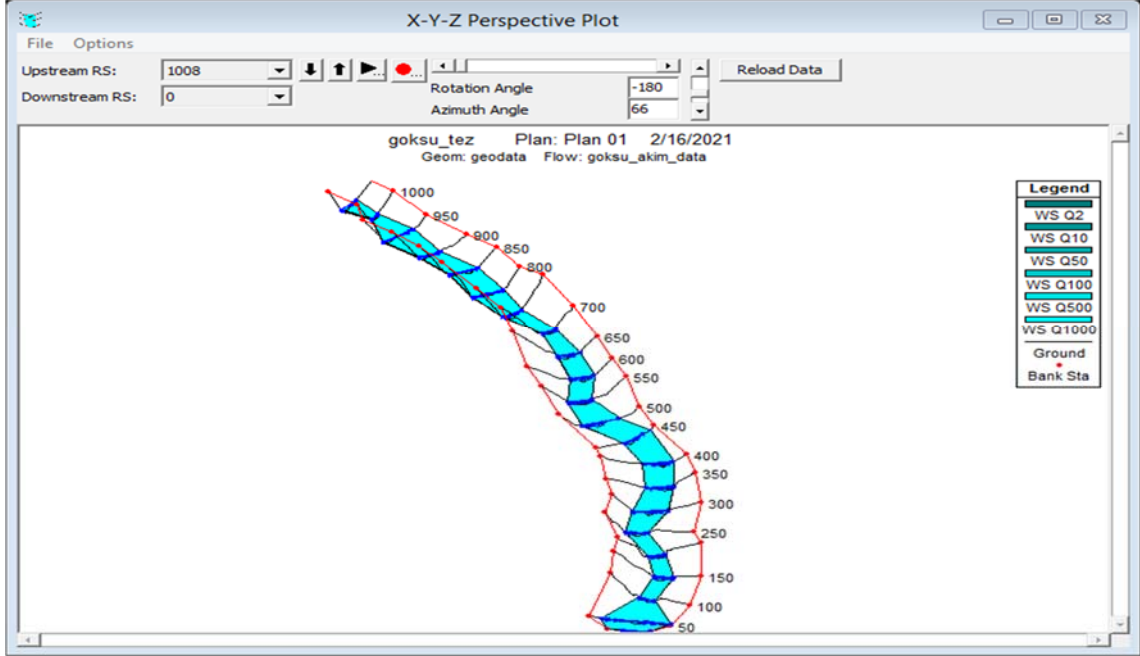 X-Y-Z Perspective Plot
File Options
Upstream RS: 1008
Downstream RS: 0
Rotation Angle -180
Azimuth Angle 66
Reload Data
goksu_tez Plan: Plan 01 2/16/2021
Geom: geodata Flow: goksu_akim_data
1000
950
900
850
800
700
650
600
550
500
450
400
350
300
250
150
100
50
Legend
WS Q2
WS Q10
WS Q50
WS Q100
WS Q500
WS Q1000
Ground
Bank Sta